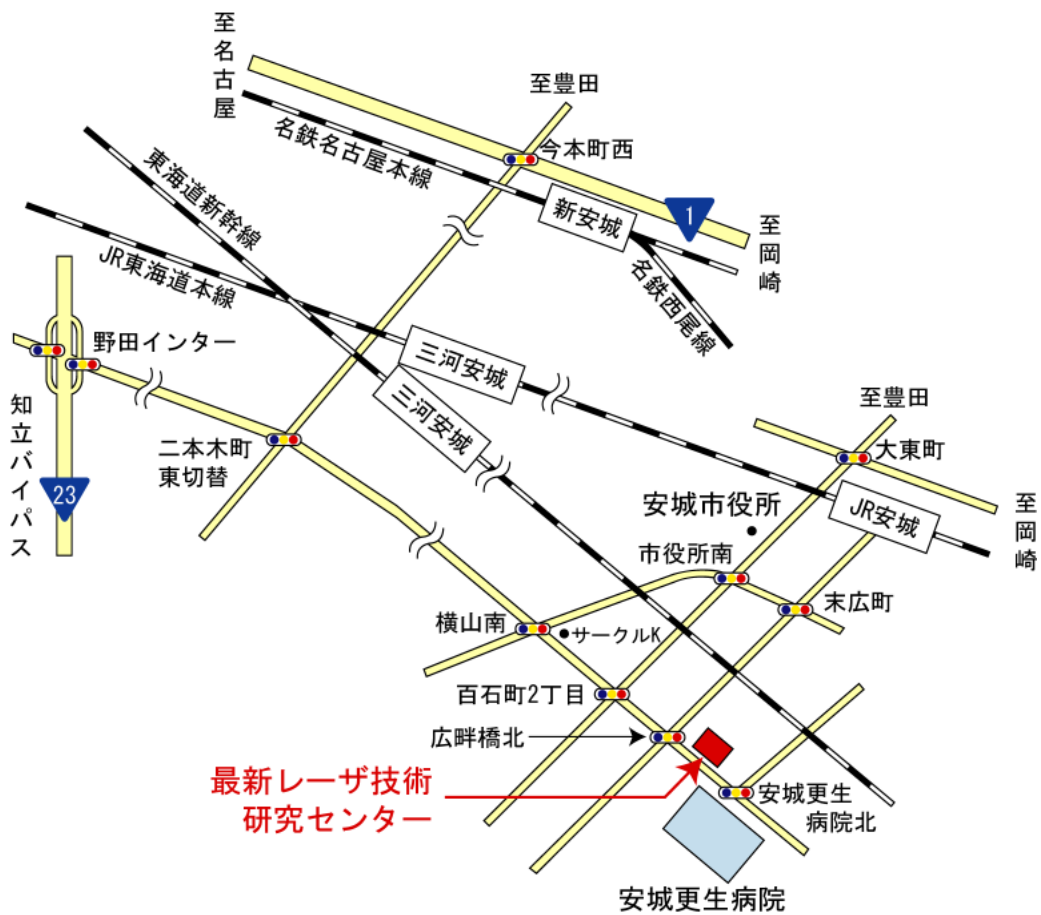 至名古屋
至豊田
今本町西
名鉄名古屋本線
新安城
1
至岡崎
名鉄西尾線
東海道新幹線
JR東海道本線
野田インター
三河安城
三河安城
知立バイパス
23
二本木町
東切替
至豊田
大東町
JR安城
至岡崎
安城市役所
市役所南
末広町
横山南
サークルK
百石町2丁目
広畔橋北
最新レーザ技術
研究センター
安城更生
病院北
安城更生病院